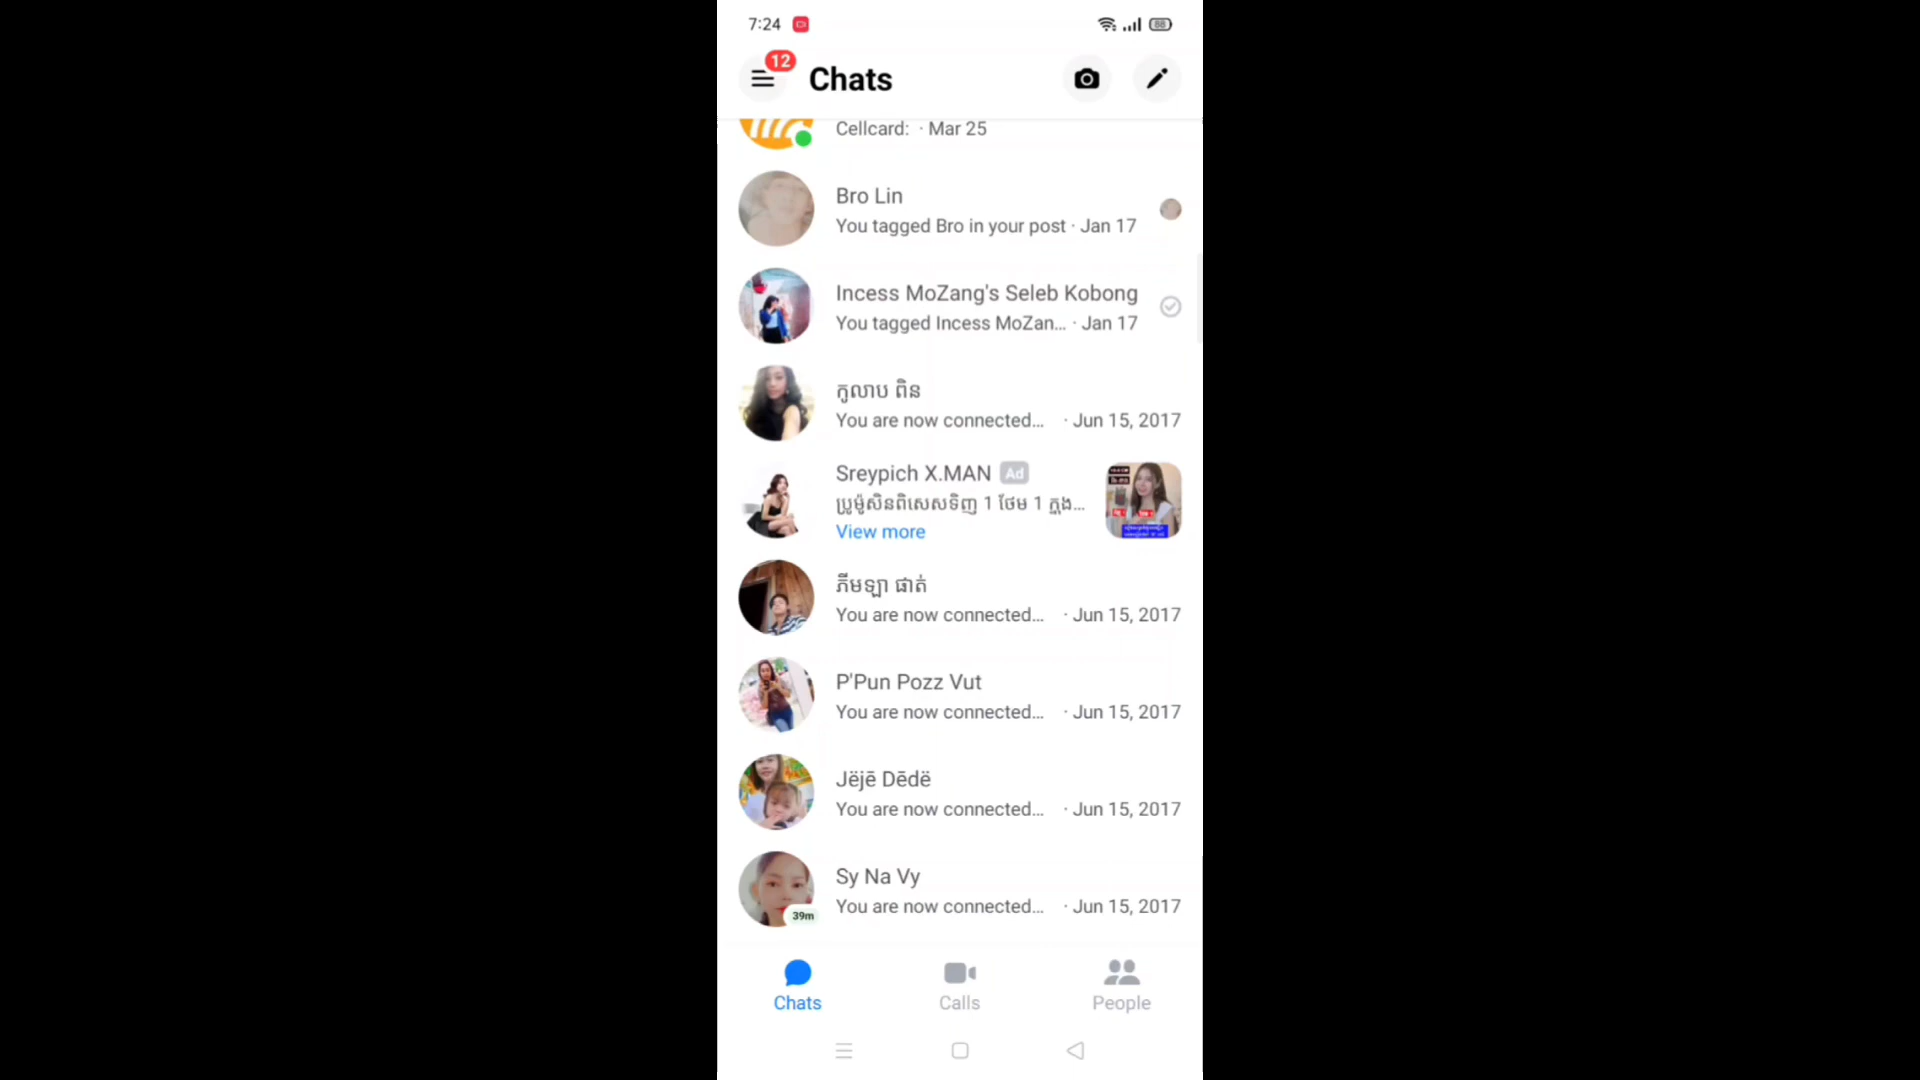 7:24
88
12
Chats
Cellcard: · Mar 25
Bro Lin
You tagged Bro in your post · Jan 17
Incess MoZang's Seleb Kobong
You tagged Incess MoZan... · Jan 17
កូលាប ពិន
You are now connected... · Jun 15, 2017
Sreypich X.MAN Ad
ប្រូម៉ូសិនពិសេសទិញ 1 ថែម 1 ក្នុង...
View more
ភីមឡា ផាត់
You are now connected... · Jun 15, 2017
P'Pun Pozz Vut
You are now connected... · Jun 15, 2017
Jëjē Dēdë
You are now connected... · Jun 15, 2017
Sy Na Vy
You are now connected... · Jun 15, 2017
39m
Chats
Calls
People